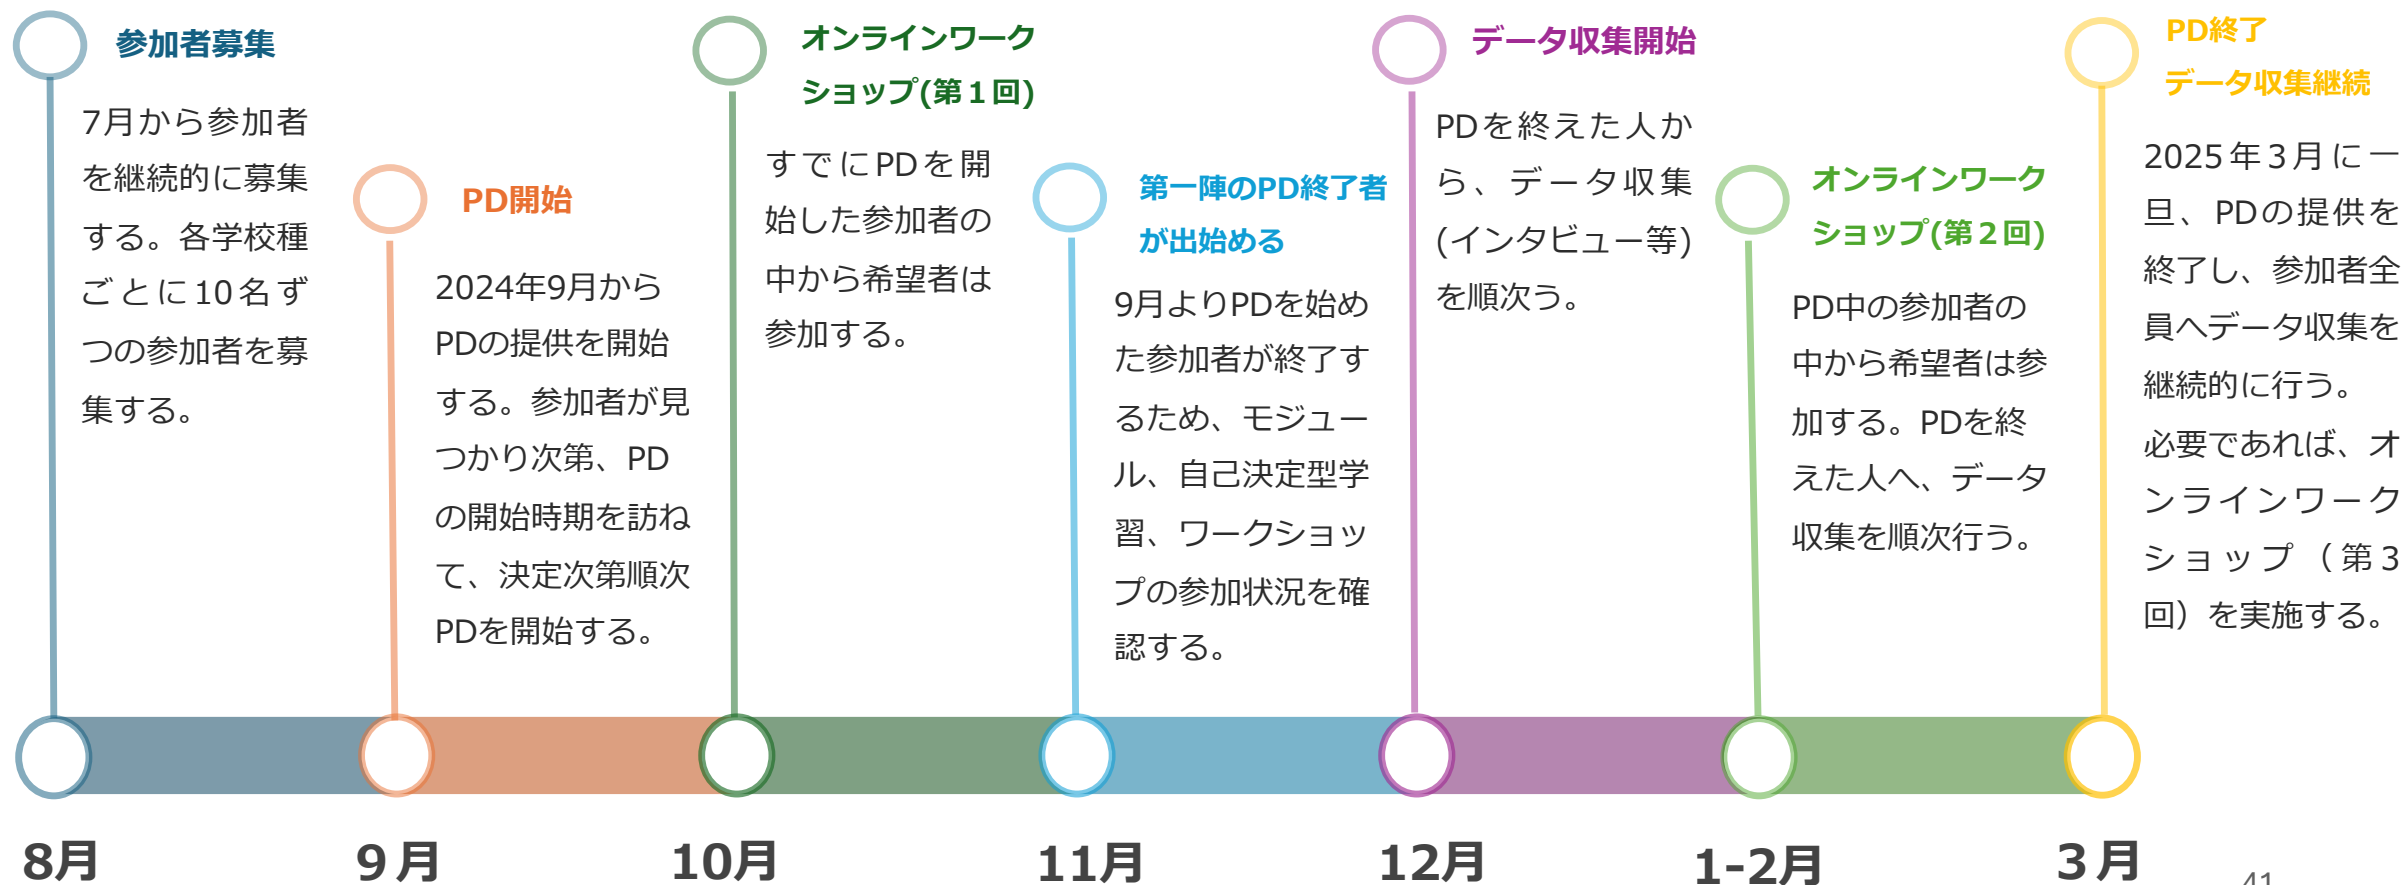 参加者募集
7月から参加者
を継続的に募集
する。各学校種
ごとに10名ず
つの参加者を募
集する。
PD開始
2024年9月から
PDの提供を開始
する。参加者が見
つかり次第、PD
の開始時期を訪ね
て、決定次第順次
PDを開始する。
オンラインワーク
ショップ(第１回)
すでにPDを開
始した参加者の
中から希望者は
参加する。
第一陣のPD終了者
が出始める
9月よりPDを始め
た参加者が終了す
るため、モジュー
ル、自己決定型学
習、ワークショッ
プの参加状況を確
認する。
データ収集開始
PDを終えた人か
ら、データ収集
(インタビュー等)
を順次う。
オンラインワーク
ショップ(第２回)
PD中の参加者の
中から希望者は参
加する。PDを終
えた人へ、データ
収集を順次行う。
PD終了
データ収集継続
2025年3月に一
旦、PDの提供を
終了し、参加者全
員へデータ収集を
継続的に行う。
必要であれば、オ
ンラインワーク
ショップ（第3
回）を実施する。
8月
９月
10月
11月
12月
1-2月
３月
41